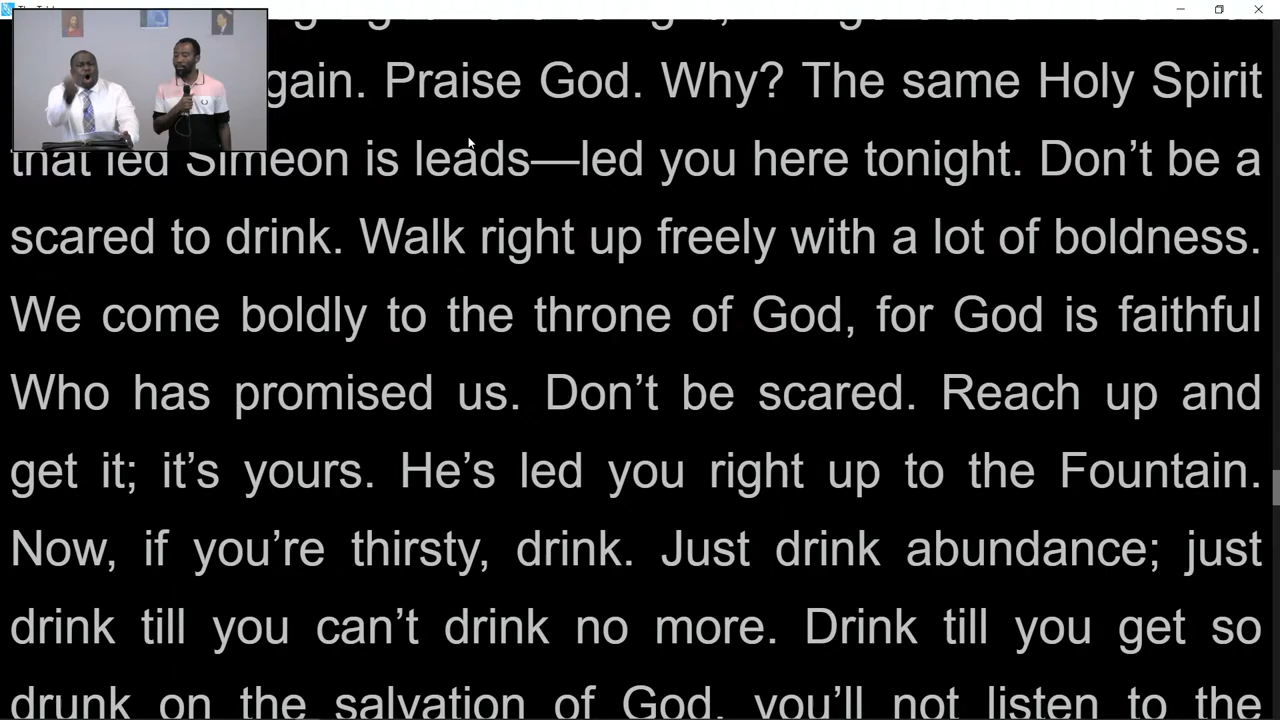 gain. Praise God. Why? The same Holy Spirit
that led Simeon is leads—led you here tonight. Don’t be a
scared to drink. Walk right up freely with a lot of boldness.
We come boldly to the throne of God, for God is faithful
Who has promised us. Don’t be scared. Reach up and
get it; it’s yours. He’s led you right up to the Fountain.
Now, if you’re thirsty, drink. Just drink abundance; just
drink till you can’t drink no more. Drink till you get so
drunk on the salvation of God, you’ll not listen to the